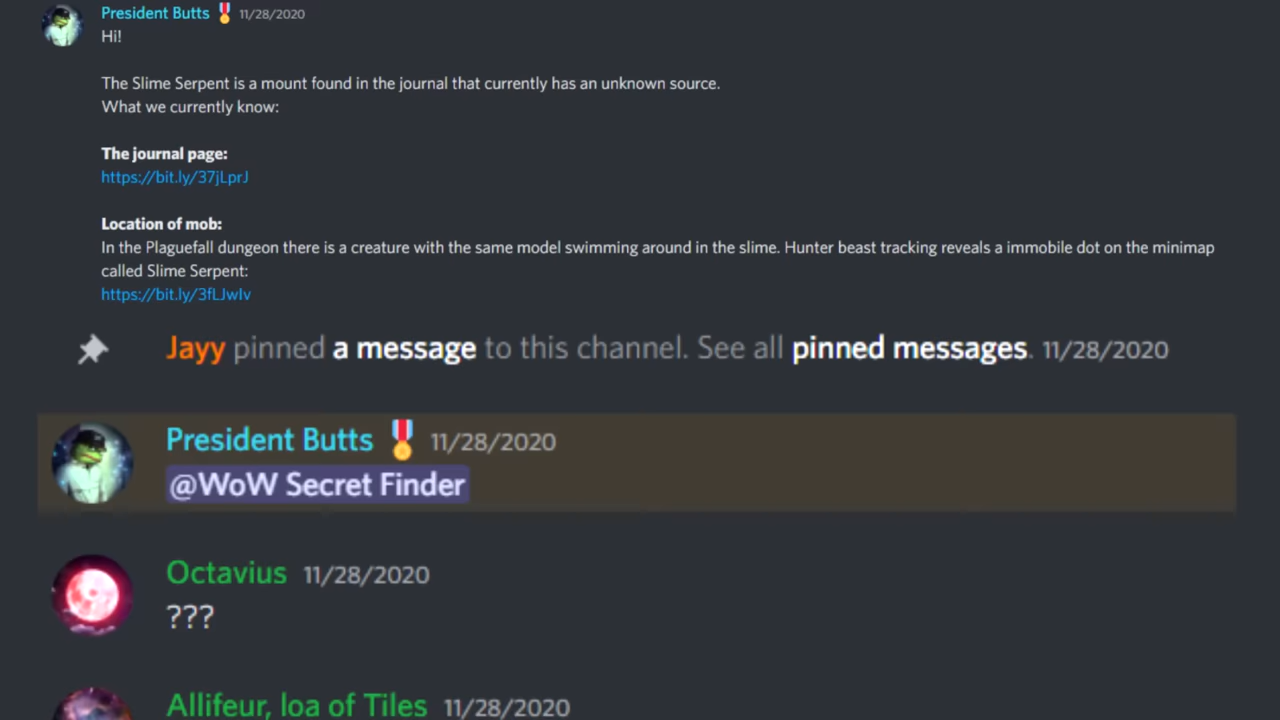 President Butts 🎖 11/28/2020
Hi!
The Slime Serpent is a mount found in the journal that currently has an unknown source.
What we currently know:
The journal page:
https://bit.ly/37jLprJ
Location of mob:
In the Plaguefall dungeon there is a creature with the same model swimming around in the slime. Hunter beast tracking reveals a immobile dot on the minimap
called Slime Serpent:
https://bit.ly/3fLJwIv
Jayy pinned a message to this channel. See all pinned messages. 11/28/2020
President Butts 🎖 11/28/2020
@WoW Secret Finder
Octavius 11/28/2020
???
Allifeur, loa of Tiles 11/28/2020